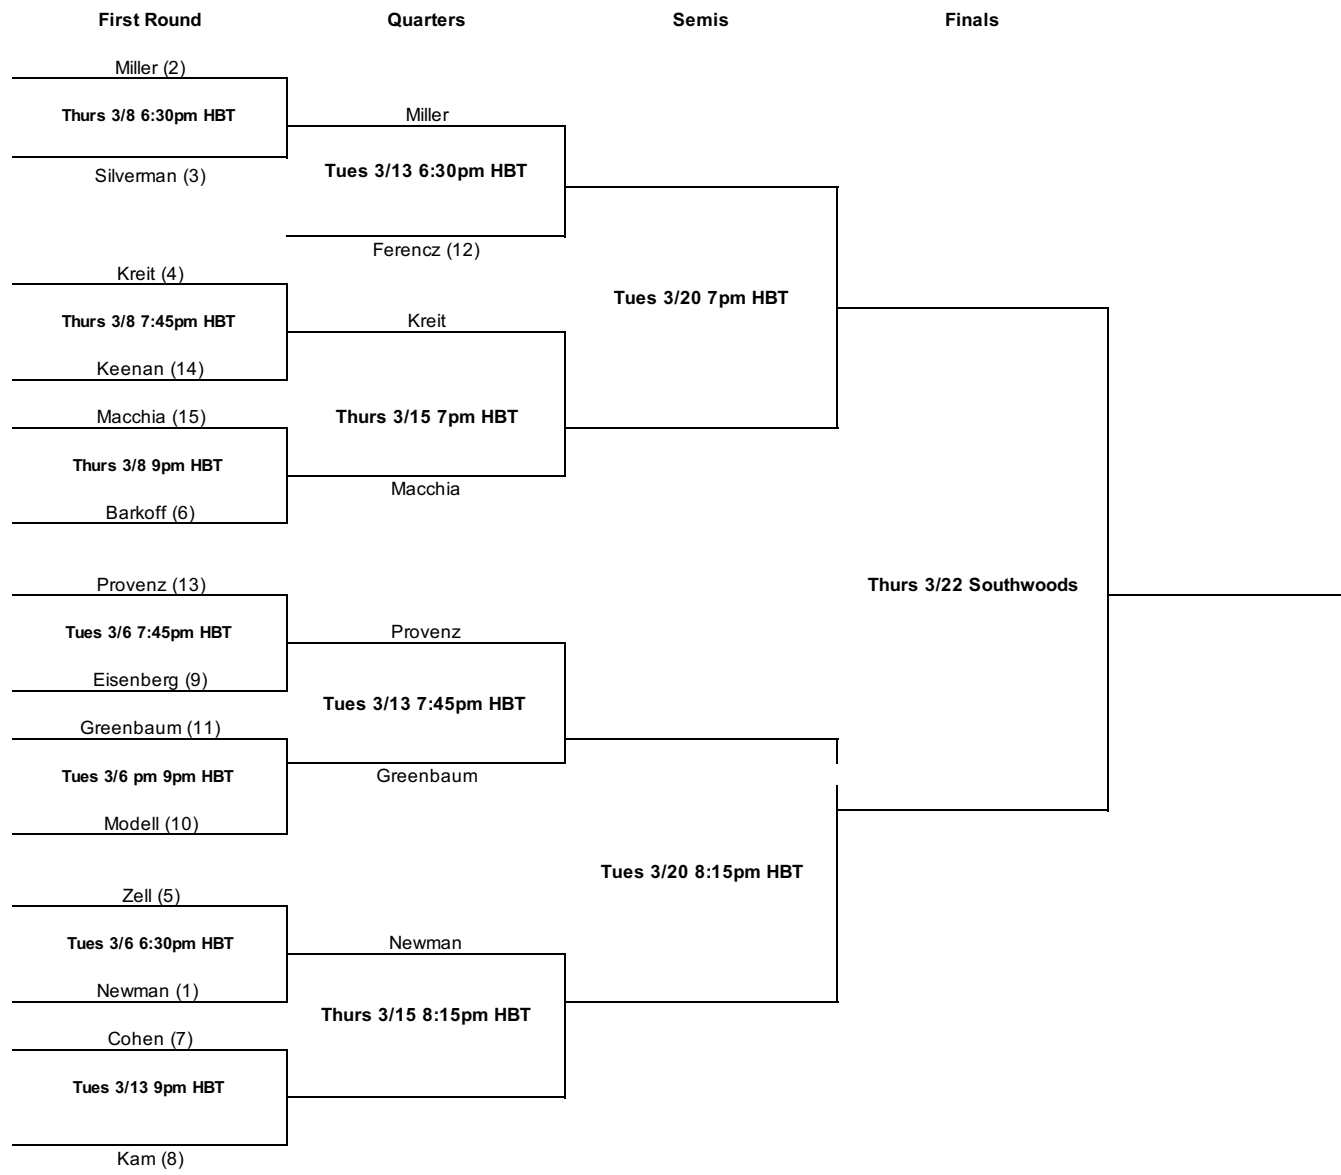 First Round Quarters Semis Finals
Miller (2)
Thurs 3/8 6:30pm HBT
Miller
Silverman (3)
Tues 3/13 6:30pm HBT
Ferencz (12)
Kreit (4)
Tues 3/20 7pm HBT
Thurs 3/8 7:45pm HBT
Kreit
Keenan (14)
Macchia (15)
Thurs 3/15 7pm HBT
Thurs 3/8 9pm HBT
Macchia
Barkoff (6)
Provenz (13)
Thurs 3/22 Southwoods
Tues 3/6 7:45pm HBT
Provenz
Eisenberg (9)
Tues 3/13 7:45pm HBT
Greenbaum (11)
Tues 3/6 pm 9pm HBT
Greenbaum
Modell (10)
Tues 3/20 8:15pm HBT
Zell (5)
Tues 3/6 6:30pm HBT
Newman
Newman (1)
Thurs 3/15 8:15pm HBT
Cohen (7)
Tues 3/13 9pm HBT
Kam (8)